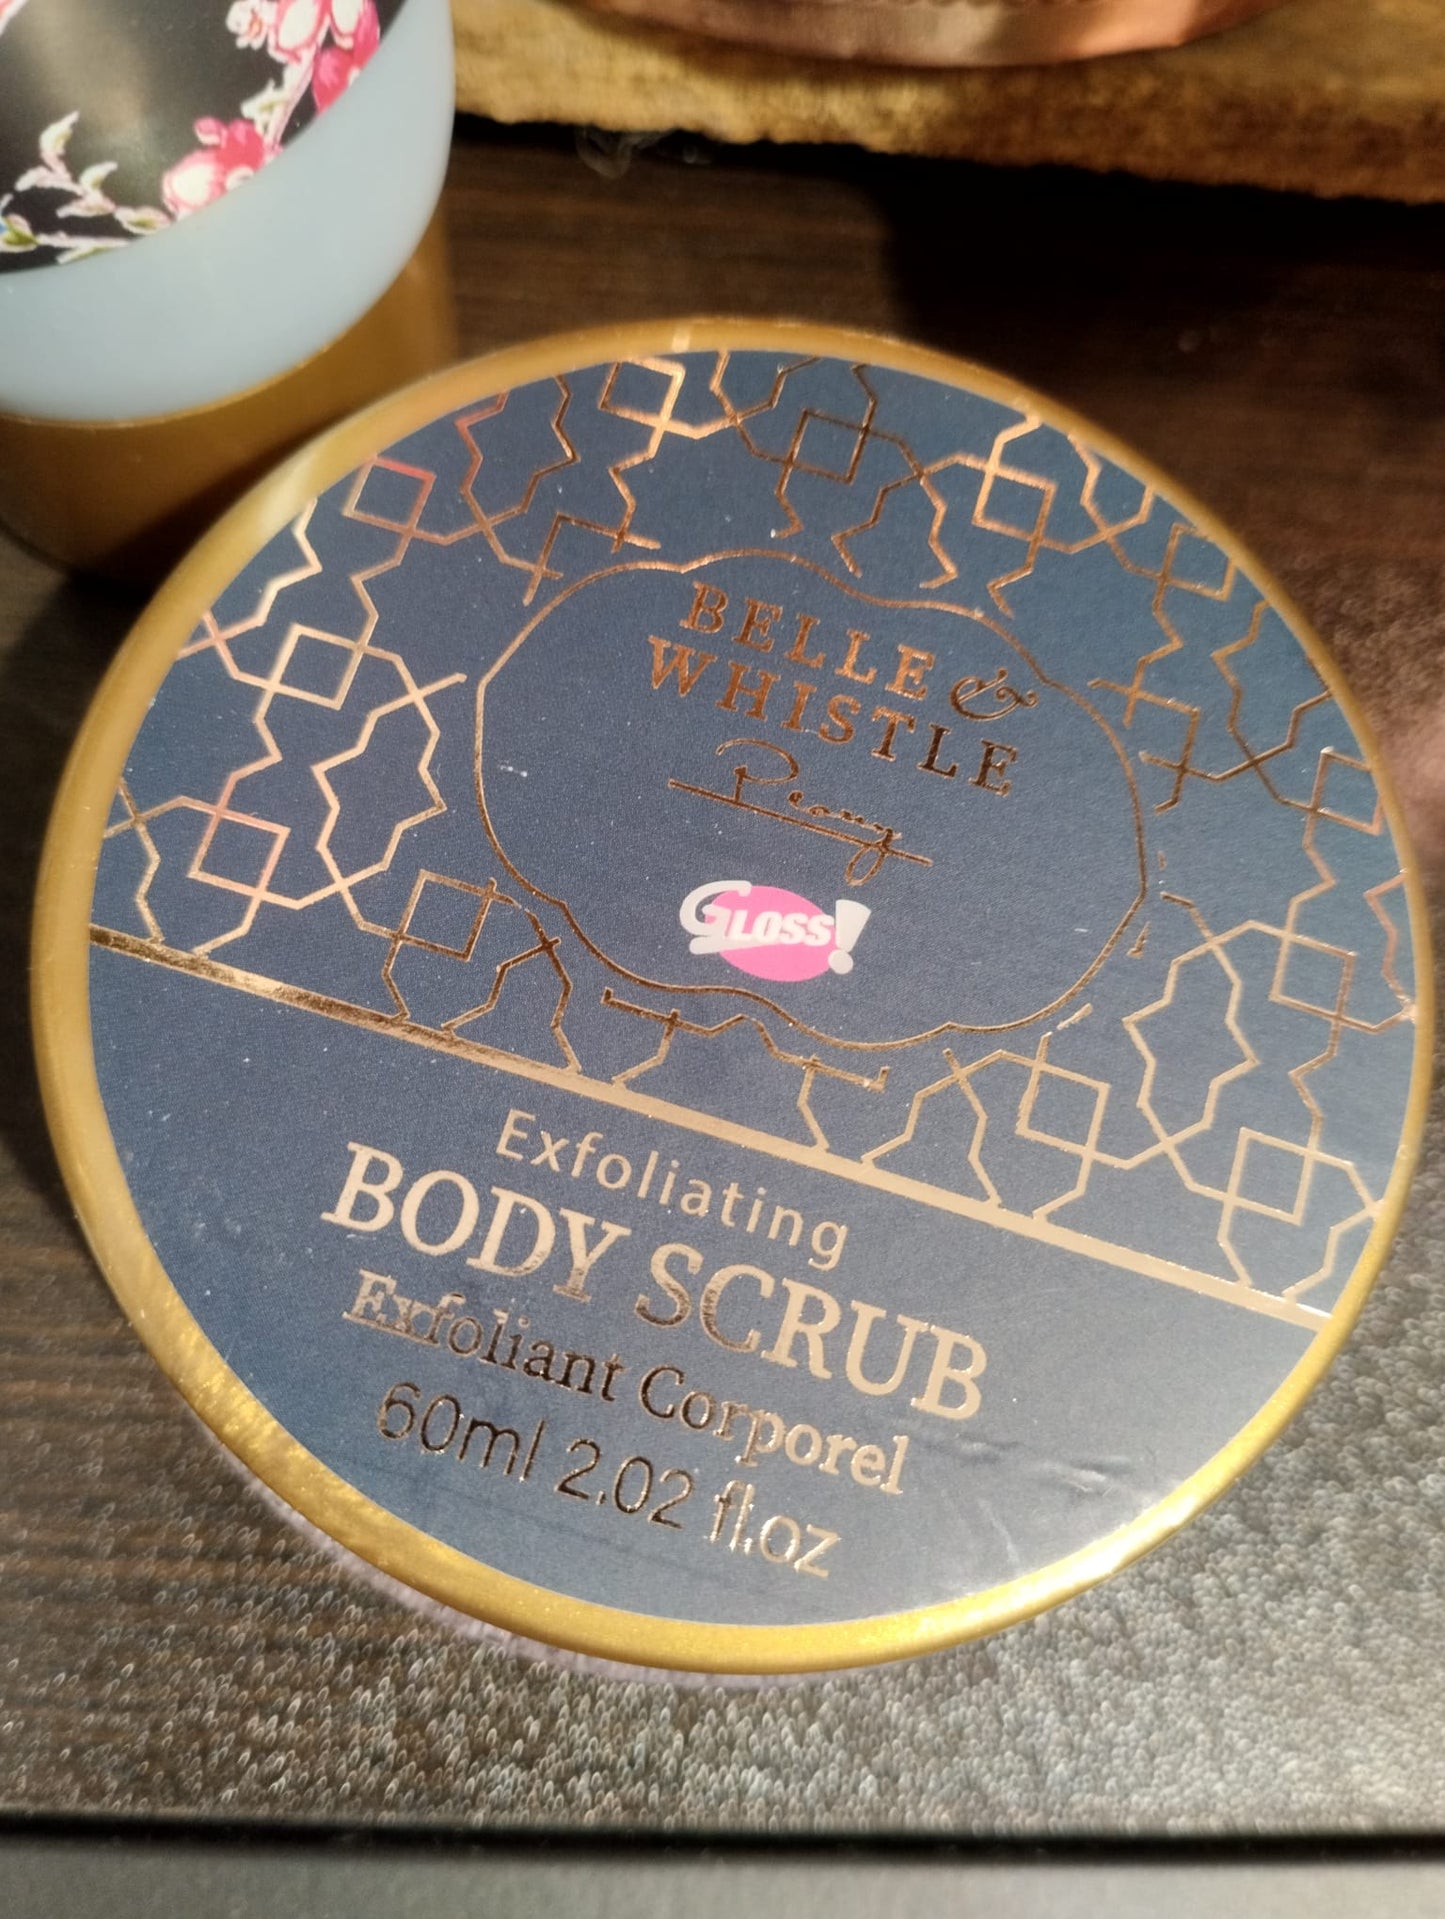 BELLE &
WHISTLE
Peony
GLOSS!
Exfoliating
BODY SCRUB
Exfoliant Corporel
60ml 2.02 fl.oz